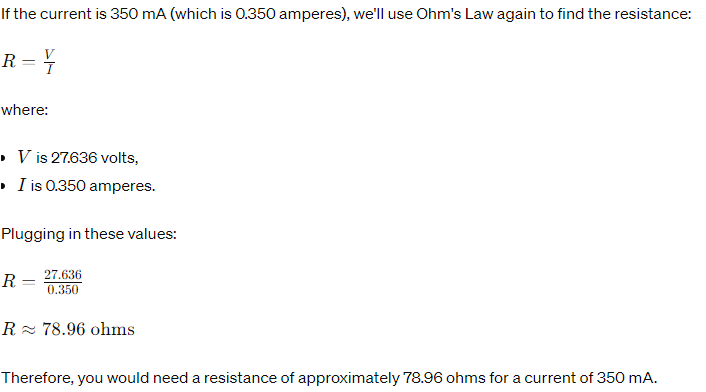 If the current is 350 mA (which is 0.350 amperes), we'll use Ohm's Law again to find the resistance:
R = V/I
where:
• V is 27.636 volts,
• I is 0.350 amperes.
Plugging in these values:
R = 27.636/0.350
R ≈ 78.96 ohms
Therefore, you would need a resistance of approximately 78.96 ohms for a current of 350 mA.